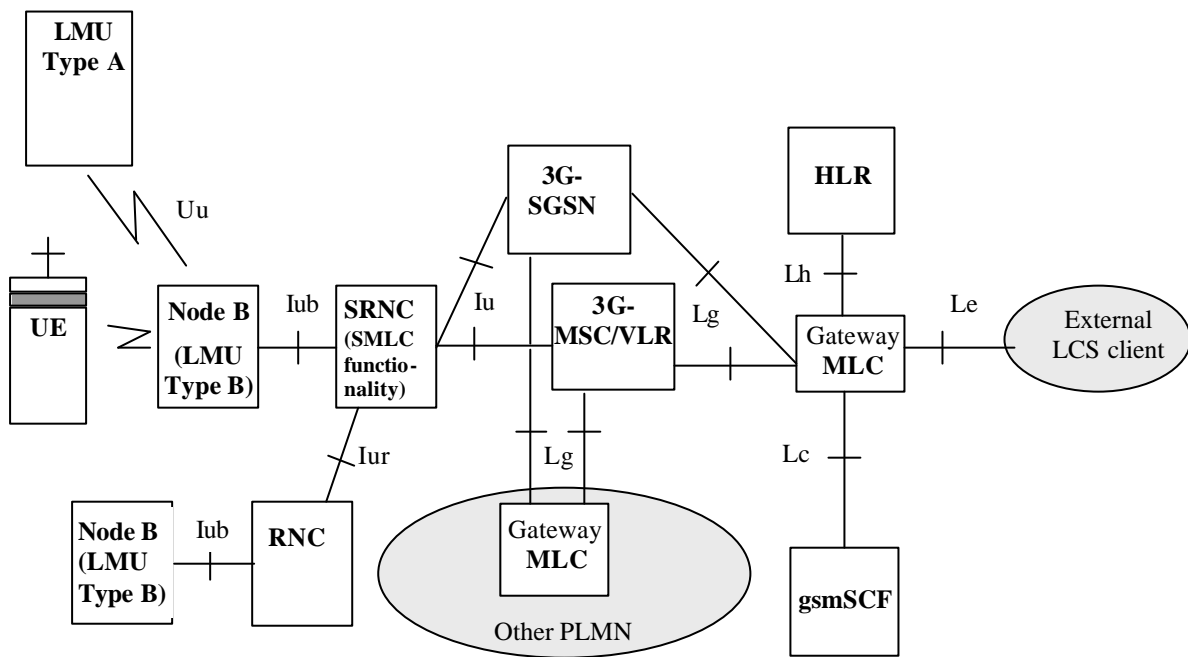 LMU
Type A
Uu
UE
Node B
(LMU
Type B)
Iub
SRNC
(SMLC
functio-
nality)
Iu
3G-
SGSN
3G-
MSC/VLR
Lg
HLR
Lh
Gateway
MLC
Le
External
LCS client
Lc
gsmSCF
Iur
Node B
(LMU
Type B)
Iub
RNC
Lg
Gateway
MLC
Other PLMN